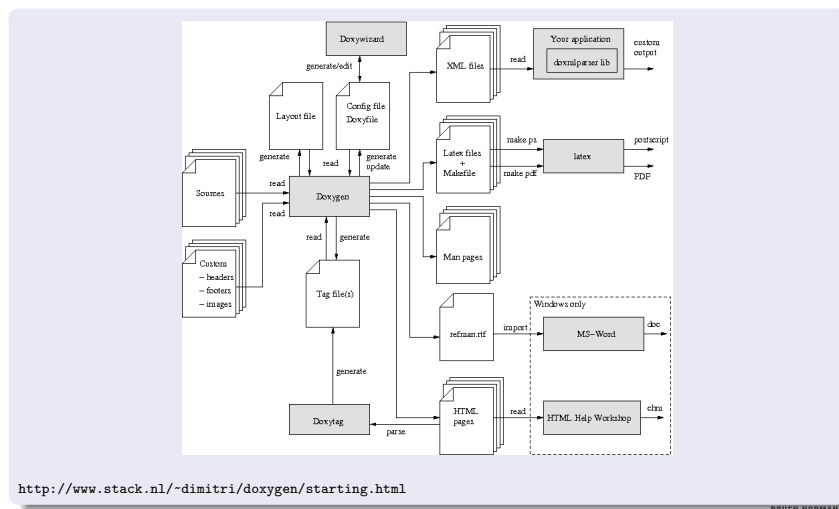 Doxywizard
generate/edit
Layout file
Config file
Doxyfile
generate
read
generate
update
Sources
read
read
Doxygen
Custom
– headers
– footers
– images
read
generate
Tag file(s)
generate
Doxytag
parse
XML files
read
Your application
doxmlparser lib
custom
output
Latex files
+
Makefile
make ps
make pdf
latex
postscript
PDF
Man pages
refman.rtf
import
Windows only
MS–Word
doc
HTML
pages
read
HTML Help Workshop
chm
http://www.stack.nl/~dimitri/doxygen/starting.html